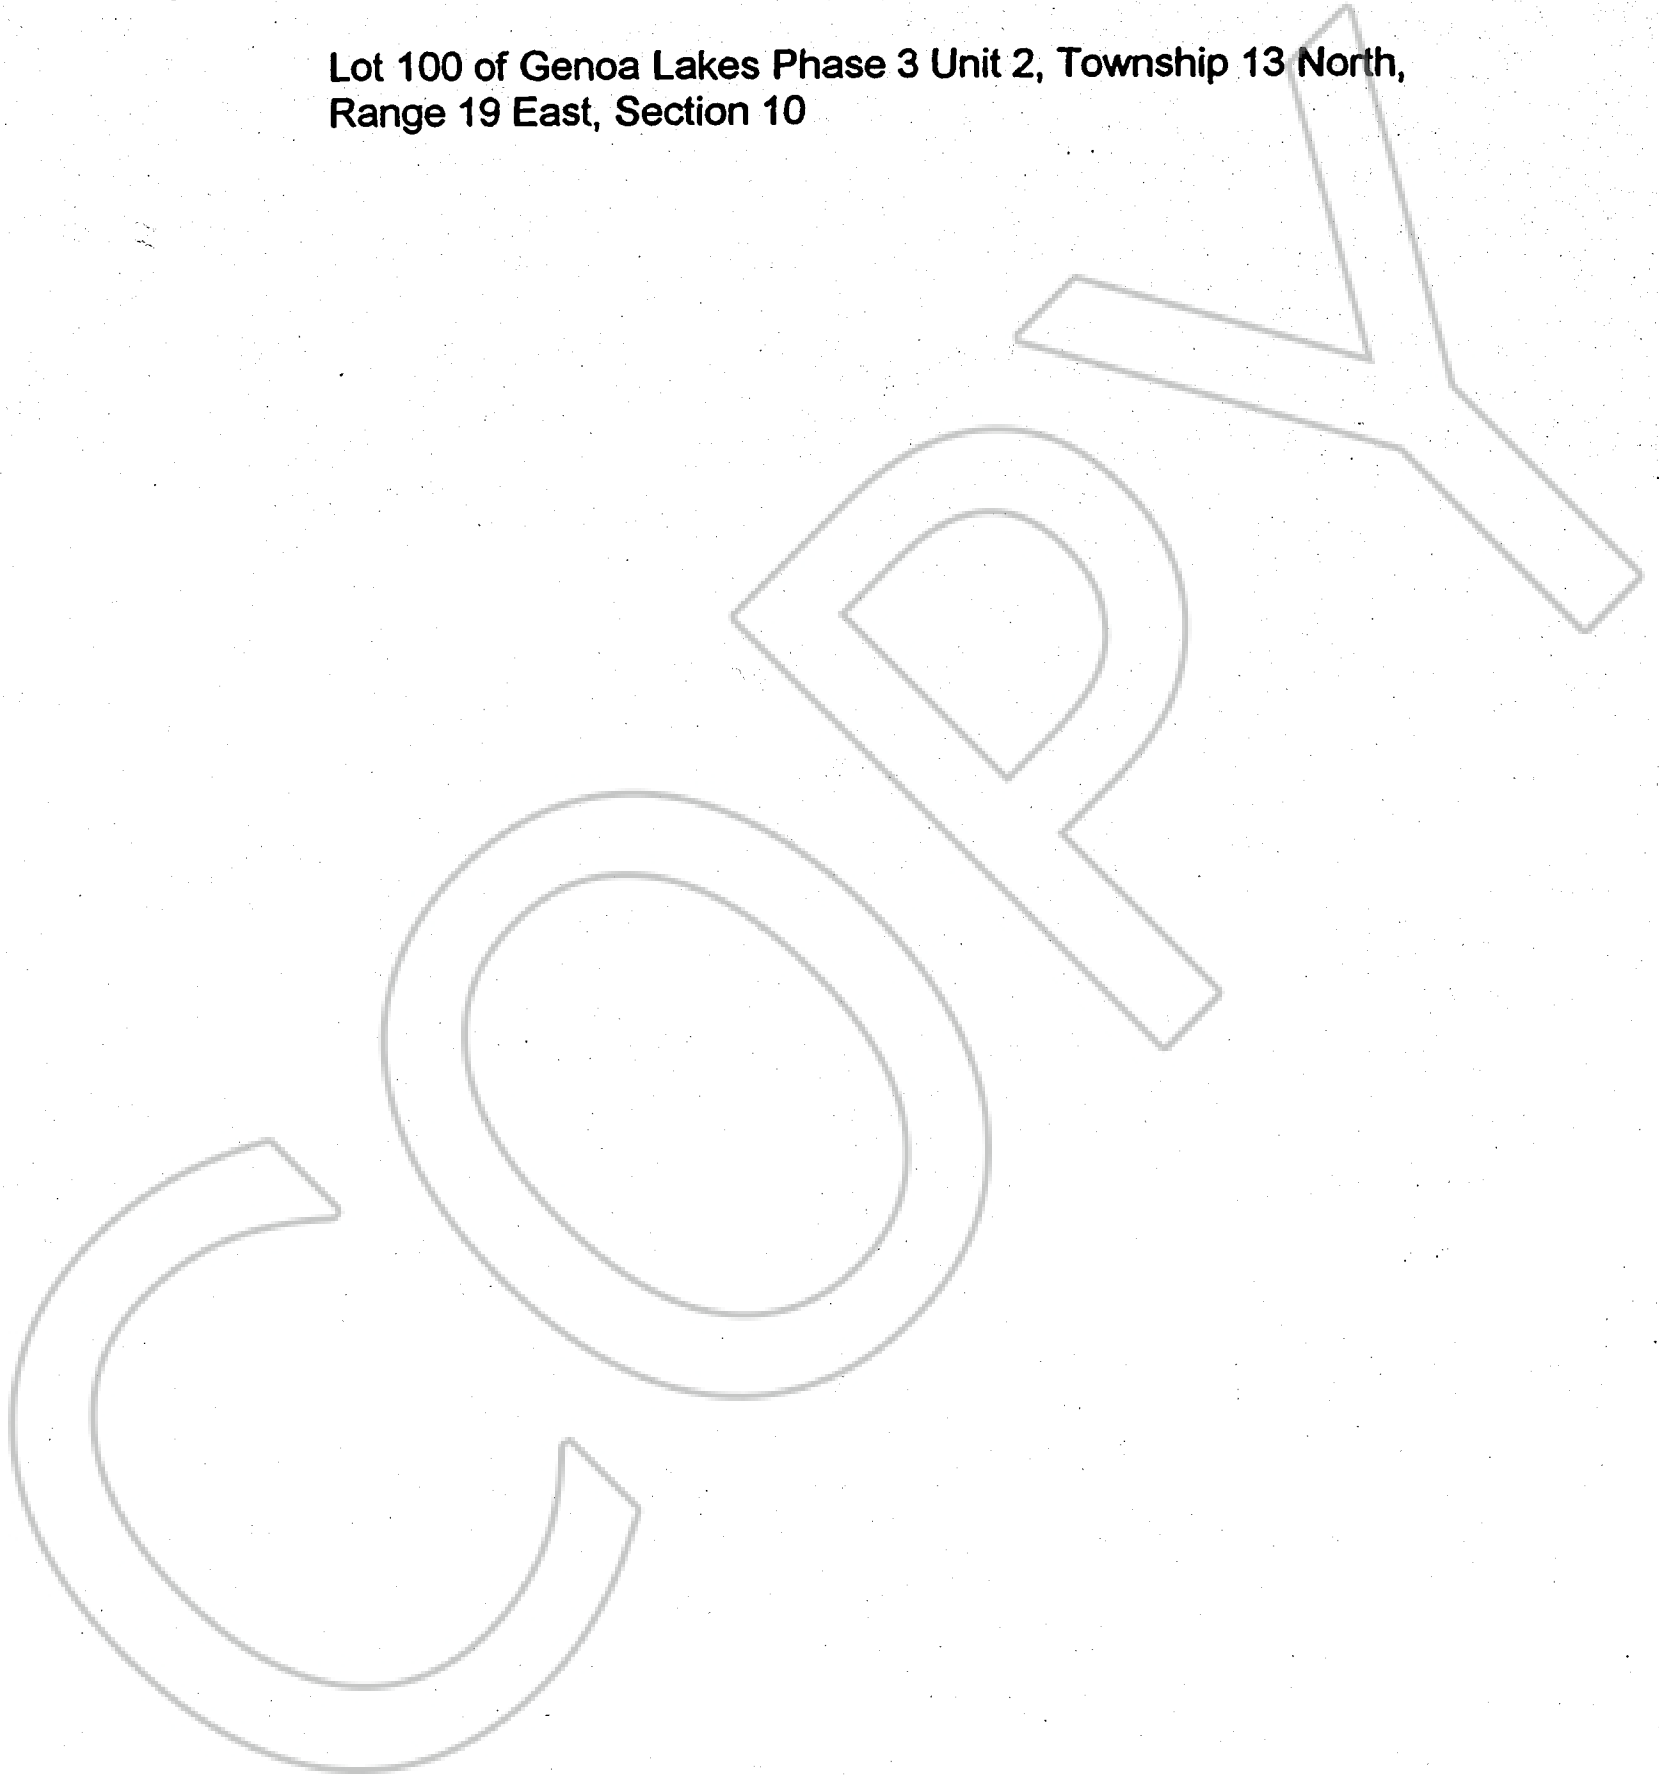 Lot 100 of Genoa Lakes Phase 3 Unit 2, Township 13 North,
Range 19 East, Section 10
COPY